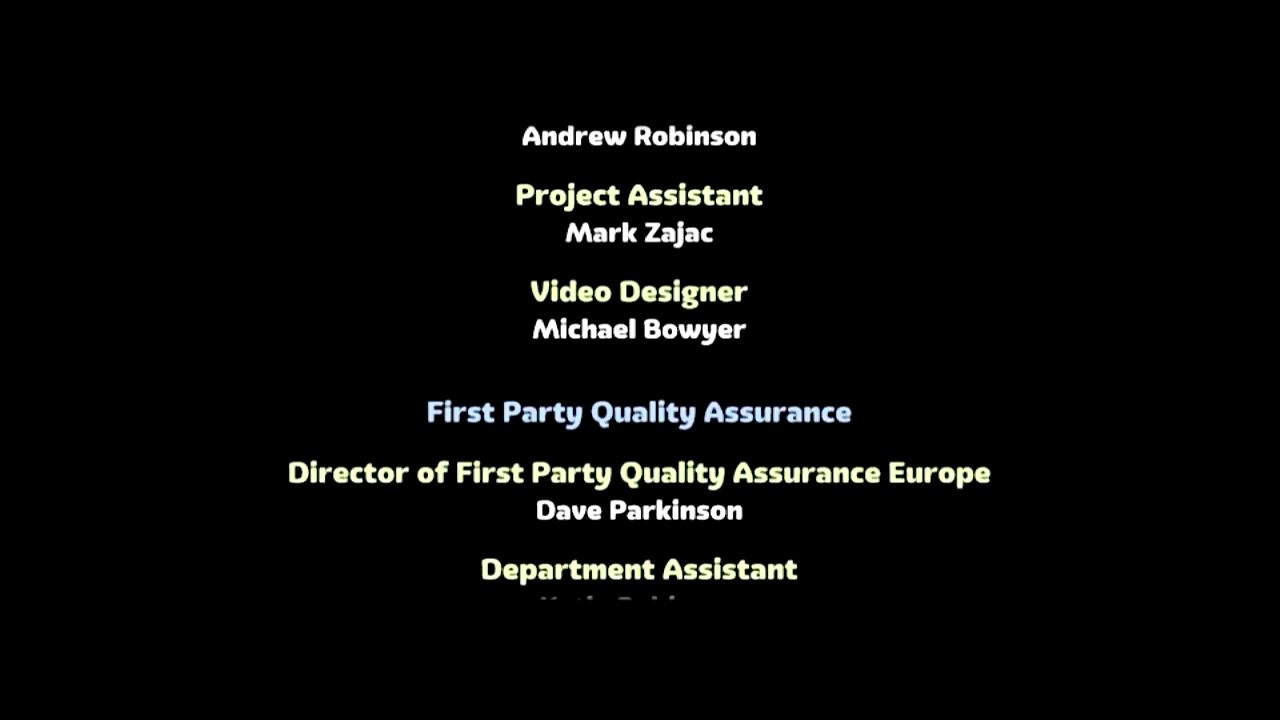 Andrew Robinson
Project Assistant
Mark Zajac
Video Designer
Michael Bowyer
First Party Quality Assurance
Director of First Party Quality Assurance Europe
Dave Parkinson
Department Assistant